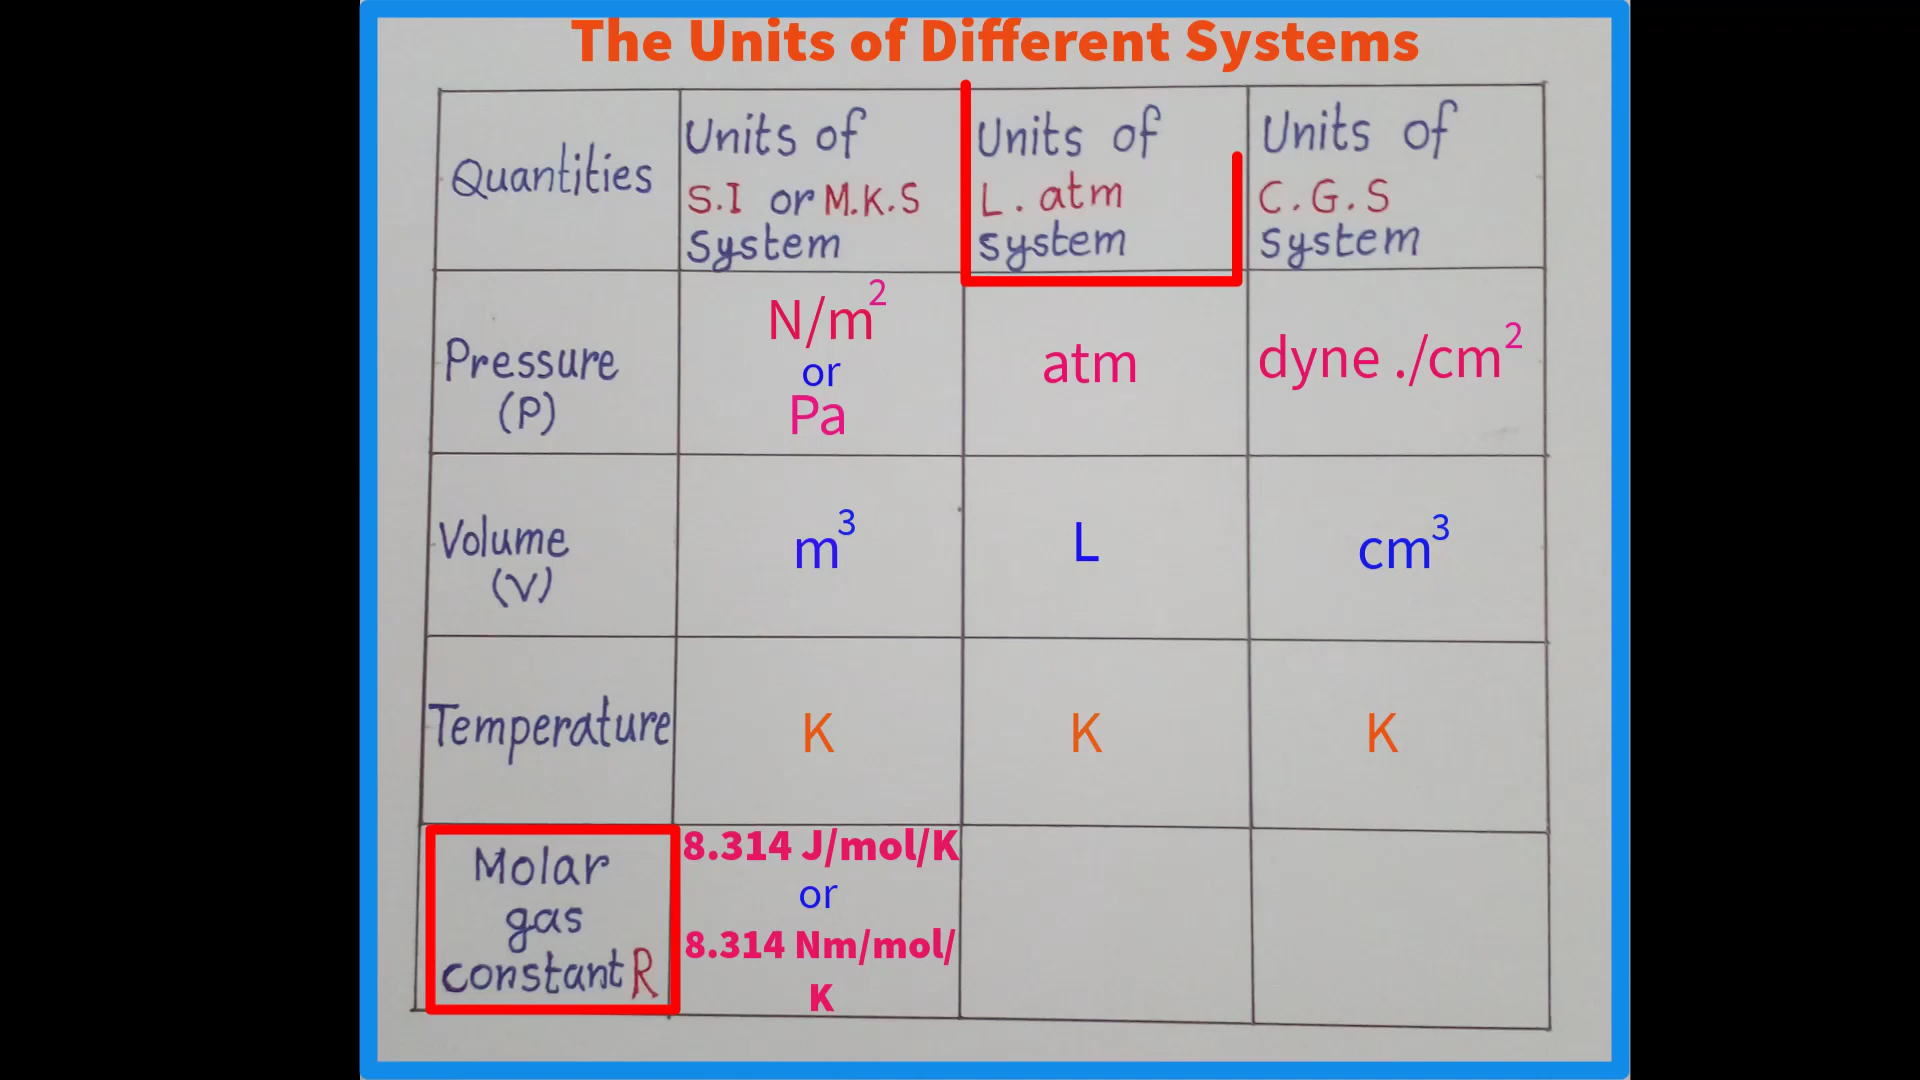 The Units of Different Systems
Quantities
Units of
S.I or M.K.S
System
Units of
L. atm
system
Units of
C.G.S
system
Pressure
(P)
N/m²
or
Pa
atm
dyne ./cm²
Volume
(V)
m³
L
cm³
Temperature
K
K
K
Molar
gas
constant R
8.314 J/mol/K
or
8.314 Nm/mol/
K